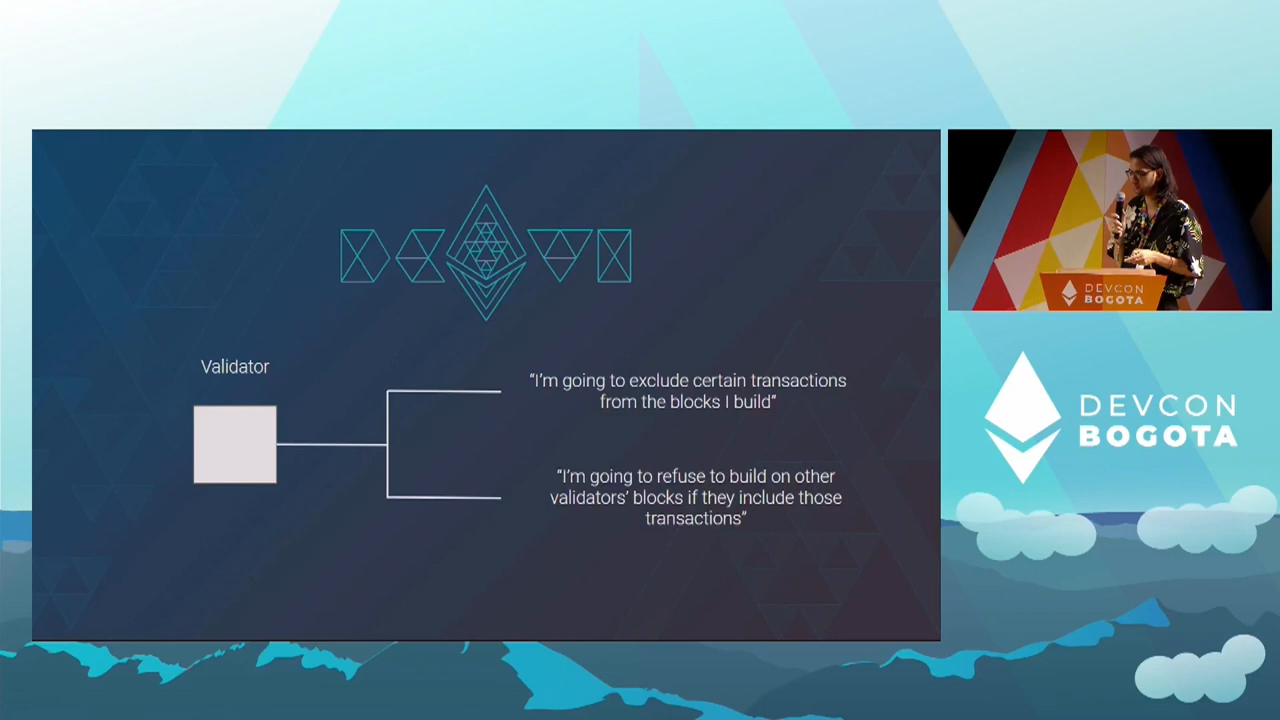 DEVCON
Validator
“I’m going to exclude certain transactions
from the blocks I build”
“I’m going to refuse to build on other
validators’ blocks if they include those
transactions”
DEVCON
BOGOTA
DEVCON
BOGOTA